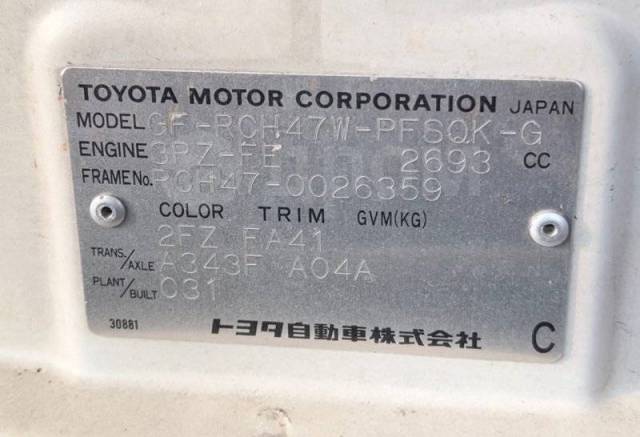 TOYOTA MOTOR CORPORATION JAPAN
MODEL GF-RCH47W-PFSQK-G
ENGINE 3RZ-FE 2693 CC
FRAME No. RCH47-0026359
COLOR TRIM GVM(KG)
2FZ FA41
TRANS./AXLE A343F A04A
PLANT/BUILT 031
30881 トヨタ自動車株式会社 C